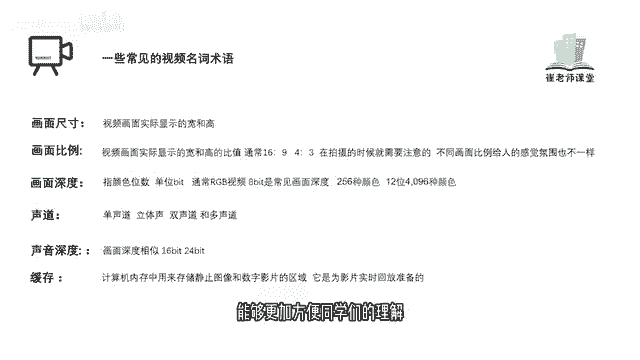 一些常见的视频名词术语
崔老师课堂
画面尺寸： 视频画面实际显示的宽和高
画面比例： 视频画面实际显示的宽和高的比值 通常16：9 4：3 在拍摄的时候就需要注意的 不同画面比例给人的感觉氛围也不一样
画面深度： 指颜色位数 单位bit 通常RGB视频 8bit是常见画面深度 256种颜色 12位4,096种颜色
声道： 单声道 立体声 双声道 和多声道
声音深度：： 画面深度相似 16bit 24bit
缓存： 计算机内存中用来存储静止图像和数字影片的区域 它是为影片实时回放准备的
能够更加方便同学们的理解